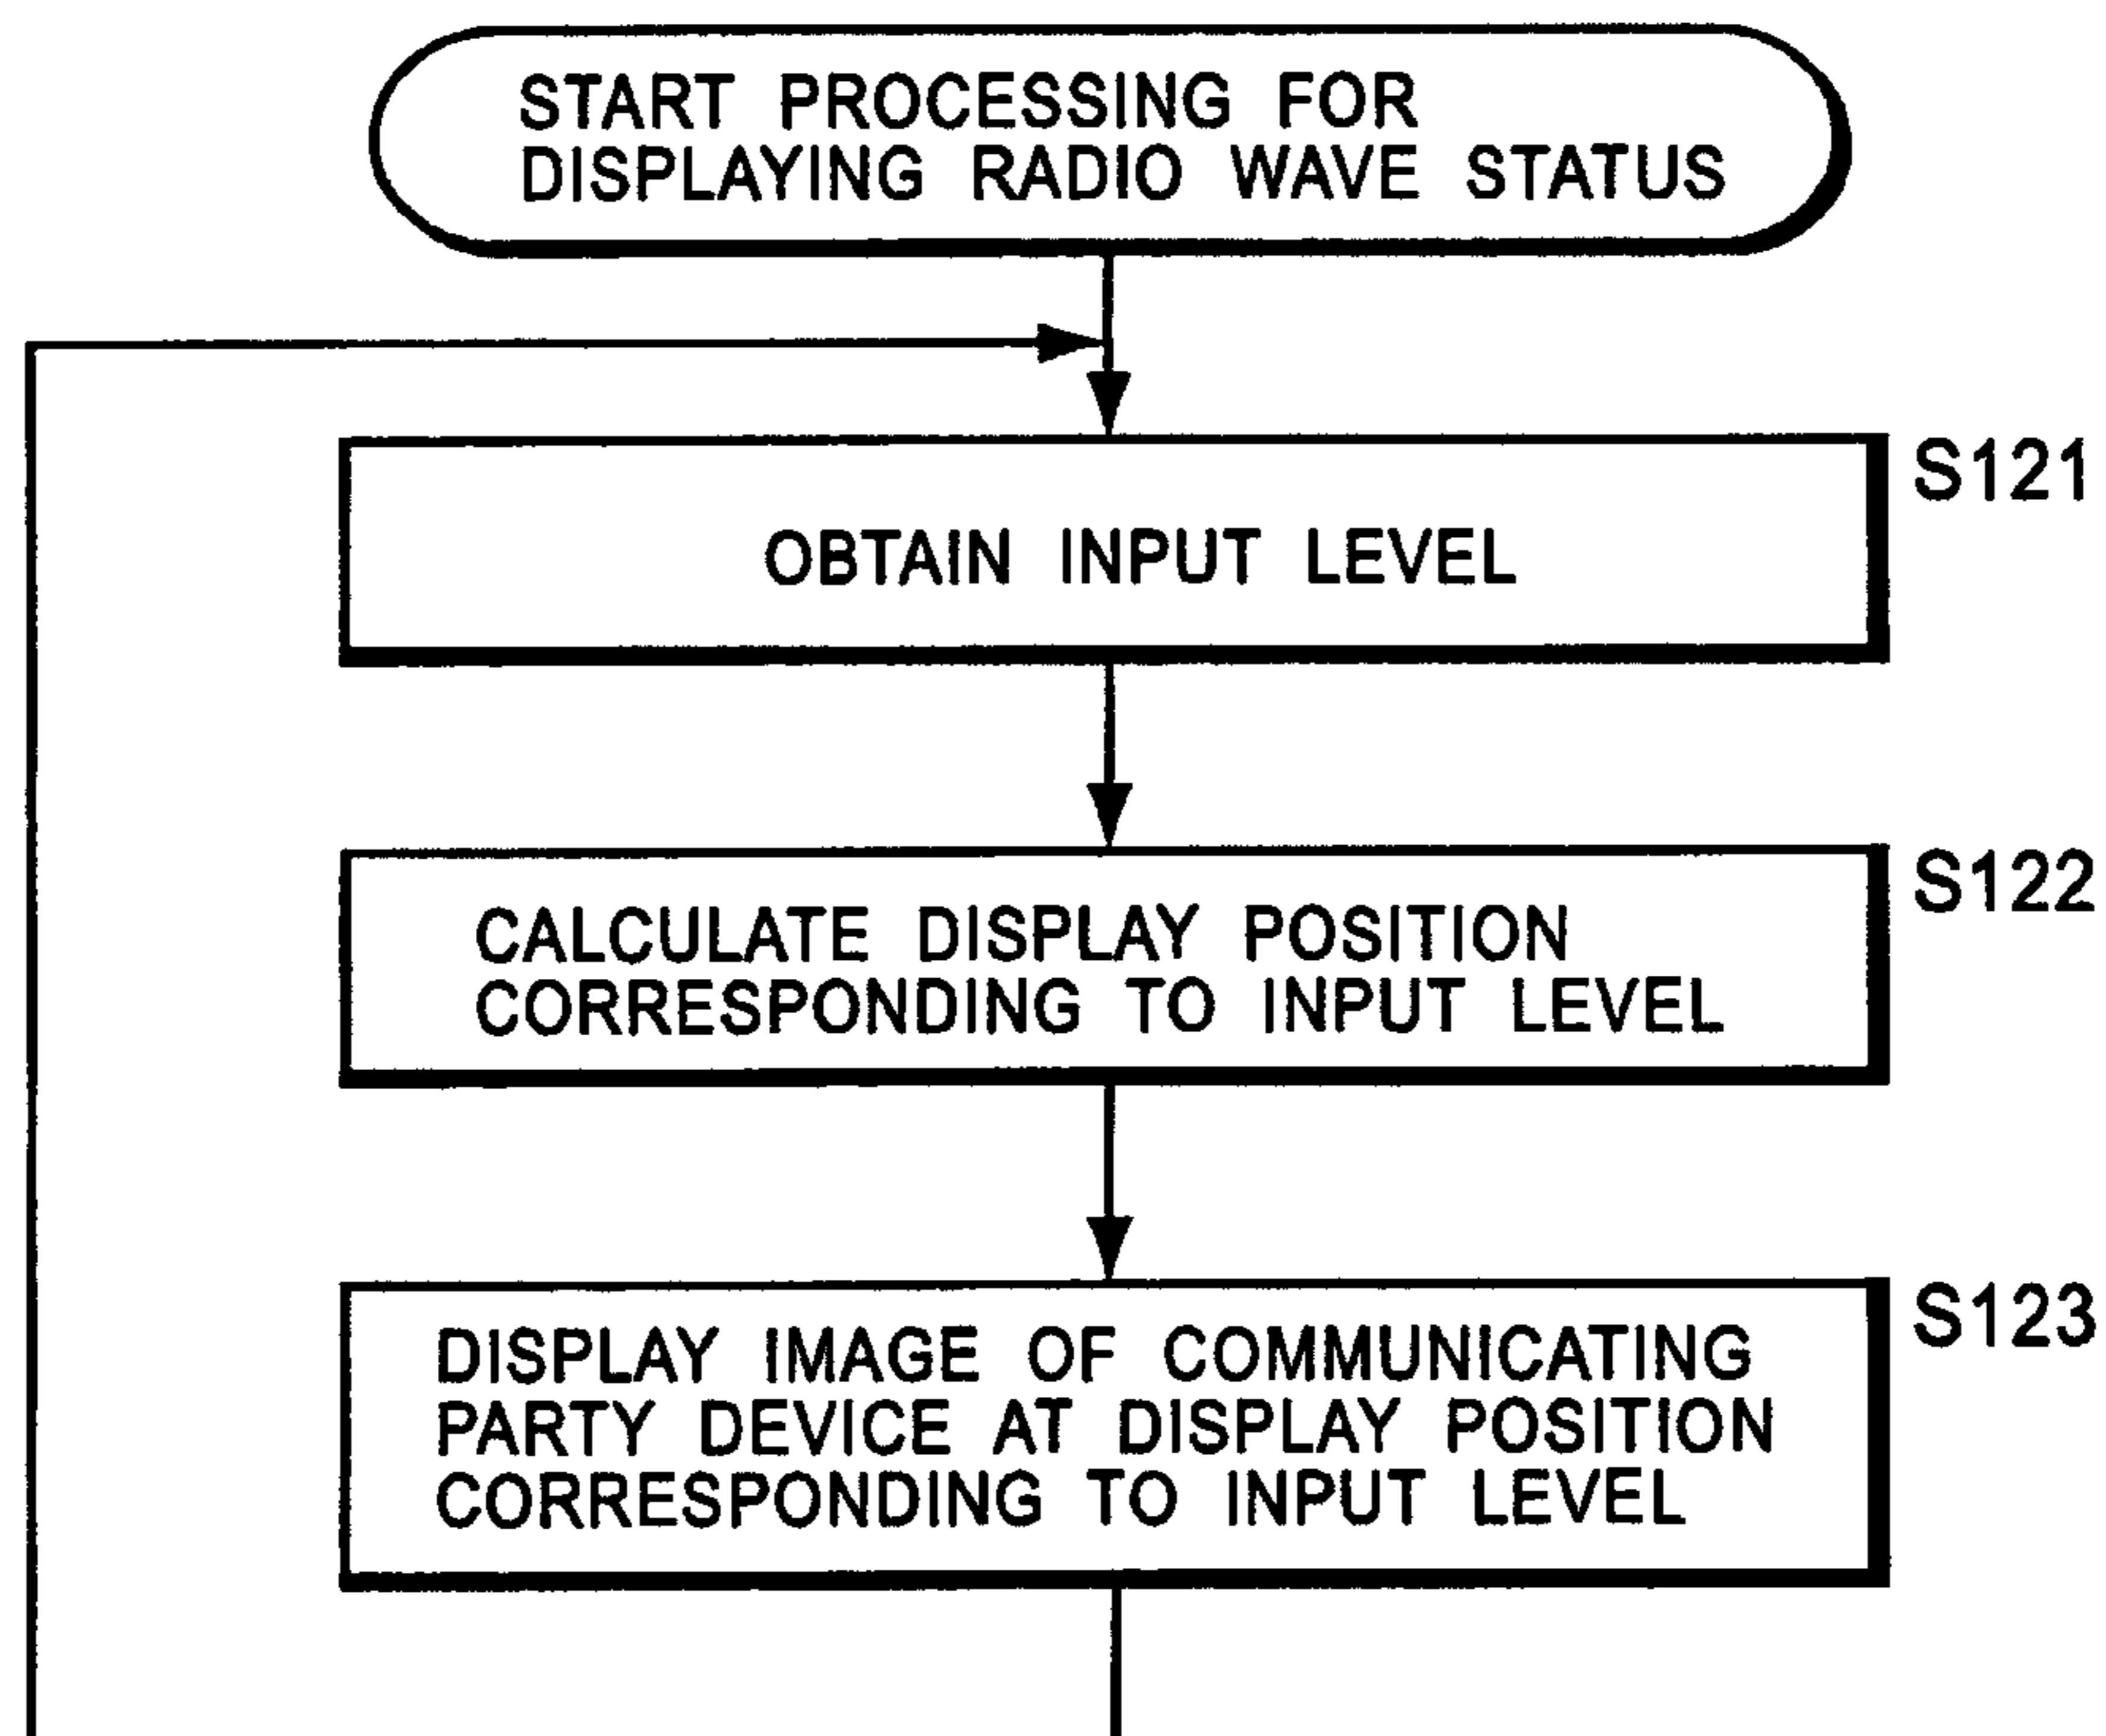 START PROCESSING FOR
DISPLAYING RADIO WAVE STATUS
S121
OBTAIN INPUT LEVEL
S122
CALCULATE DISPLAY POSITION
CORRESPONDING TO INPUT LEVEL
S123
DISPLAY IMAGE OF COMMUNICATING
PARTY DEVICE AT DISPLAY POSITION
CORRESPONDING TO INPUT LEVEL